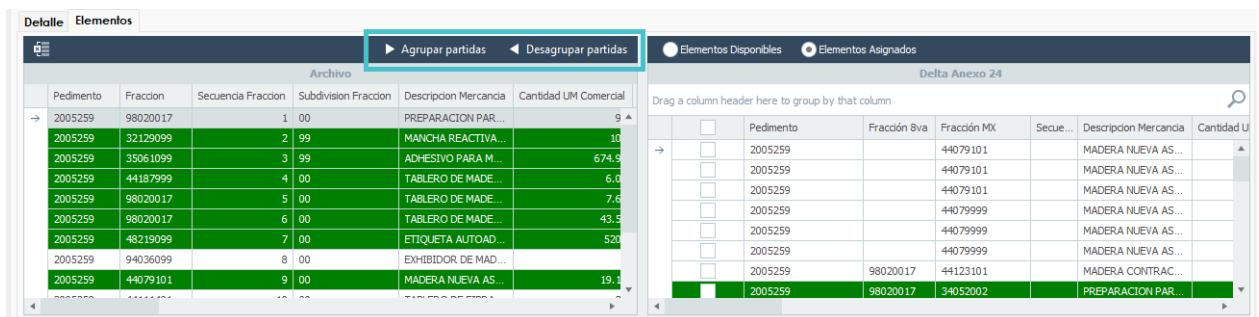 Detalle Elementos
Agrupar partidas Desagrupar partidas Elementos Disponibles Elementos Asignados
Archivo Delta Anexo 24
Drag a column header here to group by that column
Pedimento Fraccion Secuencia Fraccion Subdivision Fraccion Descripcion Mercancia Cantidad UM Comercial
2005259 98020017 1 00 PREPARACION PAR... 9
2005259 32129099 2 99 MANCHA REACTIVA... 10
2005259 35061099 3 99 ADHESIVO PARA M... 674.9
2005259 44187999 4 00 TABLERO DE MADE... 6.0
2005259 98020017 5 00 TABLERO DE MADE... 7.6
2005259 98020017 6 00 TABLERO DE MADE... 43.5
2005259 48219099 7 00 ETIQUETA AUTOAD... 520
2005259 94036099 8 00 EXHIBIDOR DE MAD...
2005259 44079101 9 00 MADERA NUEVA AS... 19.1
Pedimento Fracción 8va Fracción MX Secue... Descripcion Mercancia Cantidad U
2005259 44079101 MADERA NUEVA AS...
2005259 44079101 MADERA NUEVA AS...
2005259 44079101 MADERA NUEVA AS...
2005259 44079999 MADERA NUEVA AS...
2005259 44079999 MADERA NUEVA AS...
2005259 44079999 MADERA NUEVA AS...
2005259 98020017 44123101 MADERA CONTRAC...
2005259 98020017 34052002 PREPARACION PAR...